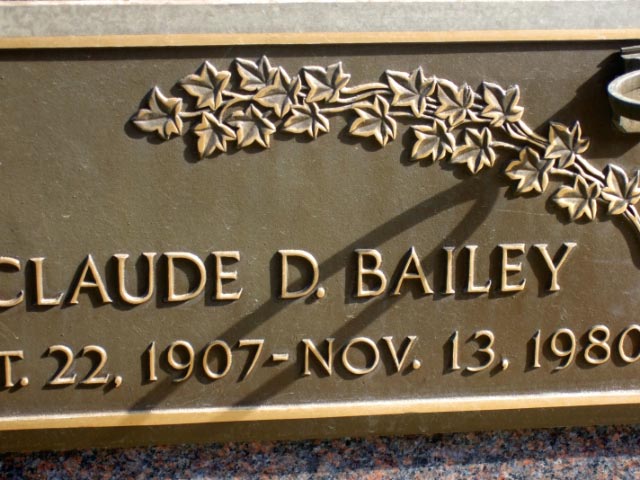 CLAUDE D. BAILEY
T. 22, 1907 - NOV. 13, 1980